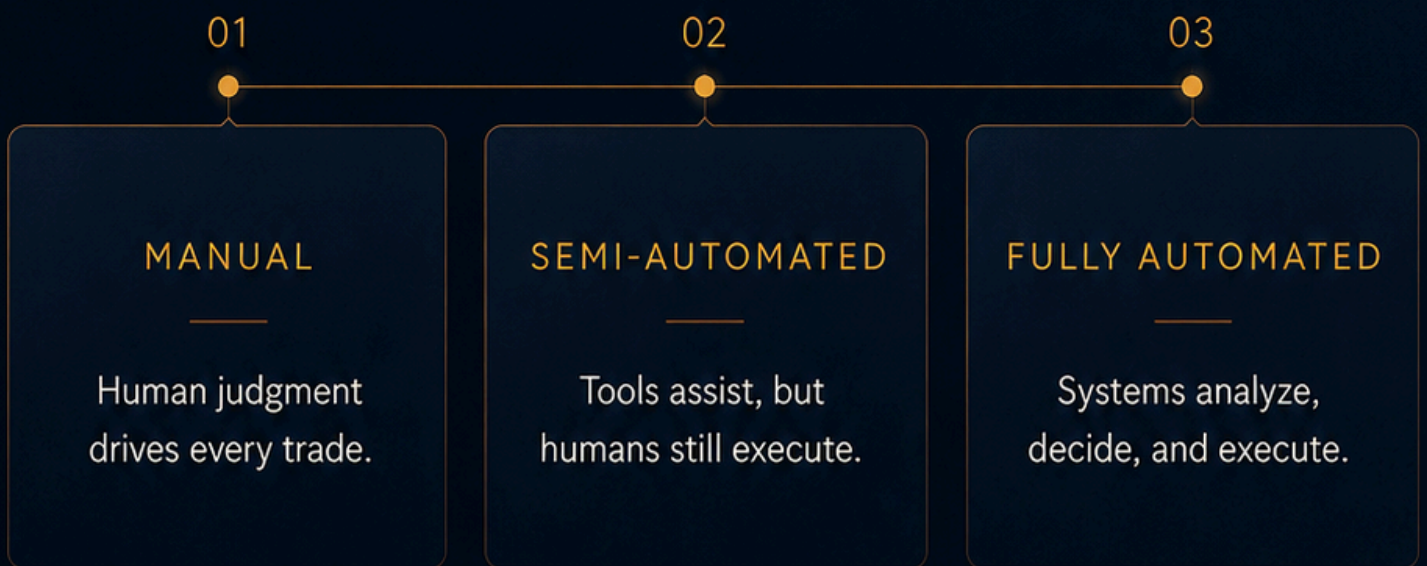 01
02
03
MANUAL
Human judgment
drives every trade.
SEMI-AUTOMATED
Tools assist, but
humans still execute.
FULLY AUTOMATED
Systems analyze,
decide, and execute.